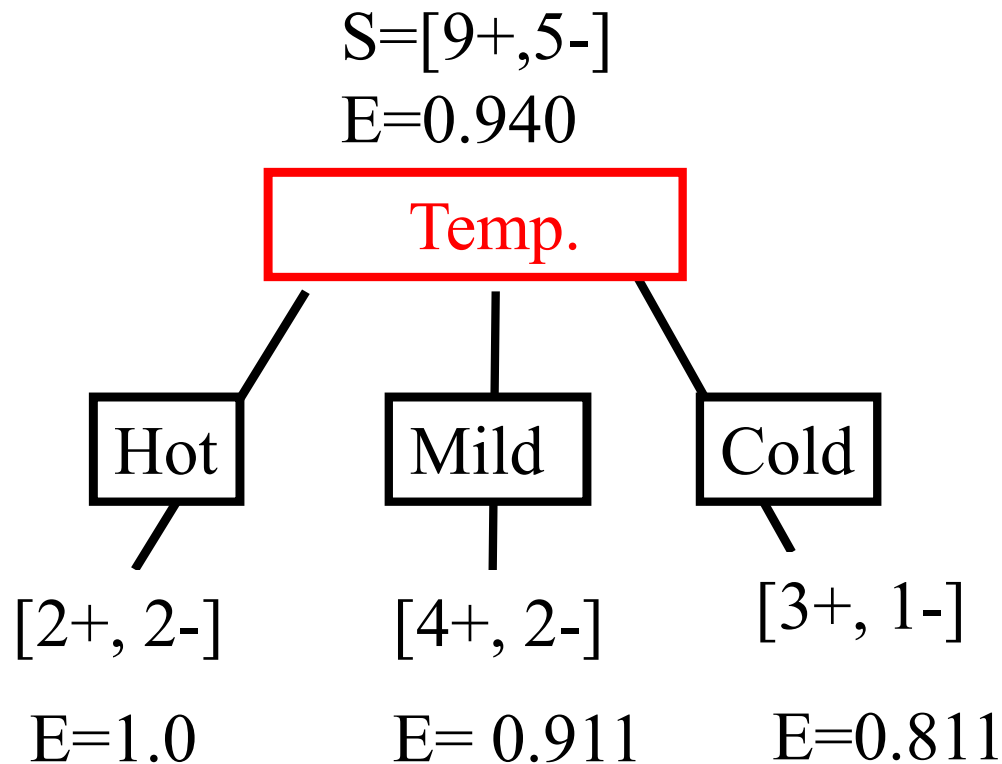 S=[9+,5-]
E=0.940
Temp.
Hot
Mild
Cold
[2+, 2-]
[4+, 2-]
[3+, 1-]
E=1.0
E= 0.911
E=0.811